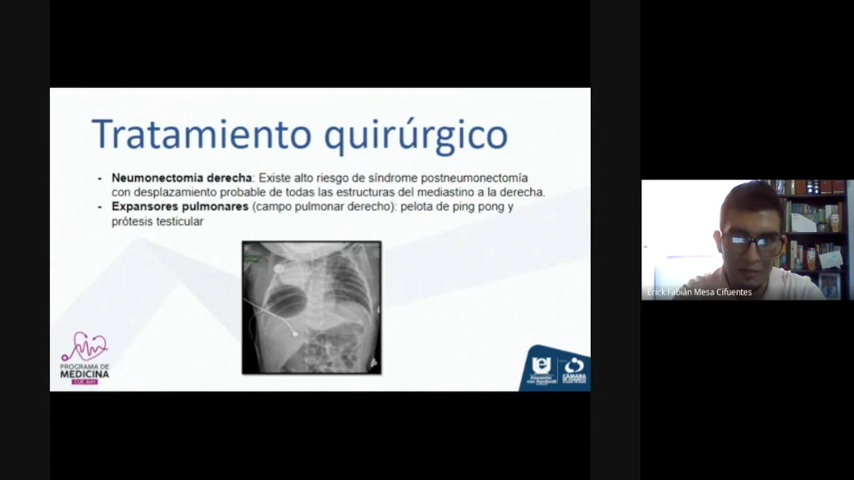 Tratamiento quirúrgico
- Neumonectomía derecha: Existe alto riesgo de síndrome postneumonectomía
con desplazamiento probable de todas las estructuras del mediastino a la derecha.
- Expansores pulmonares (campo pulmonar derecho): pelota de ping pong y
prótesis testicular
PROGRAMA DE
MEDICINA
Erick Fabián Mesa Cifuentes